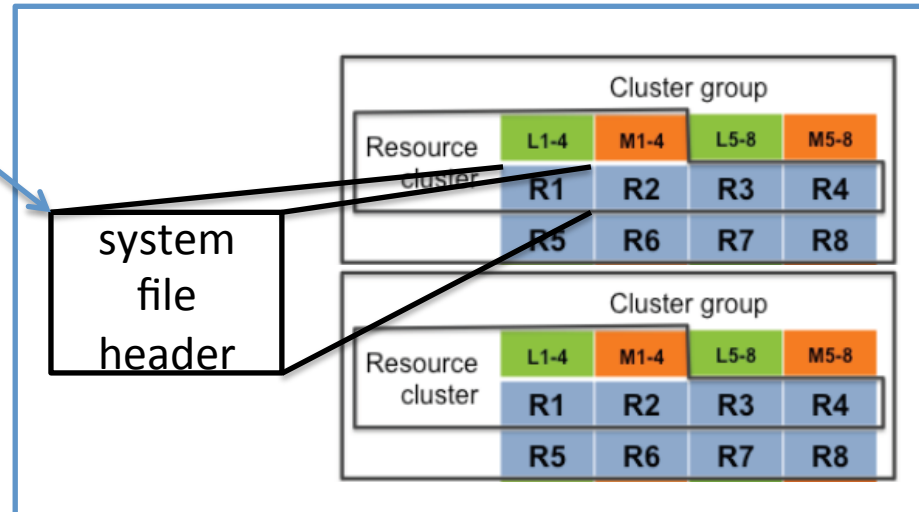 Cluster group
Resource cluster
L1-4 M1-4 L5-8 M5-8
R1 R2 R3 R4
R5 R6 R7 R8
system
file
header
Cluster group
Resource
cluster
L1-4 M1-4 L5-8 M5-8
R1 R2 R3 R4
R5 R6 R7 R8